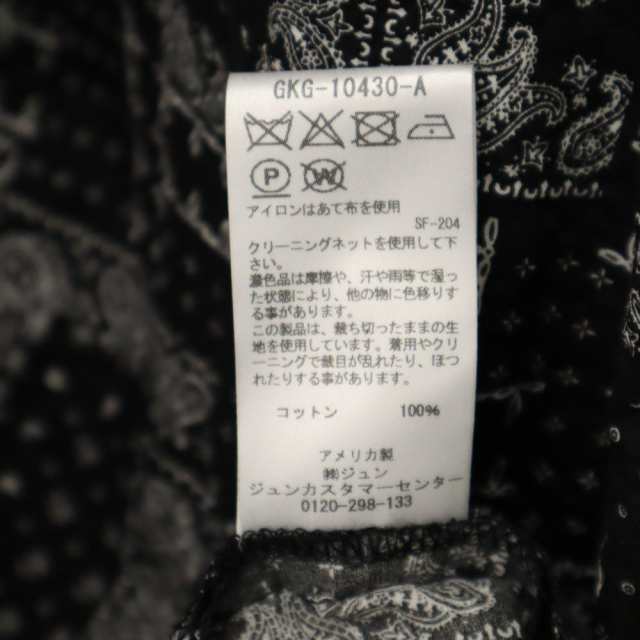 GKG-10430-A
P W
アイロンはあて布を使用
SF-204
クリーニングネットを使用して下
さい。
濃色品は摩擦や、汗や雨等で湿っ
た状態により、他の物に色移りす
る事があります。
この製品は、裁ち切ったままの生
地を使用しています。着用やクリ
ーニングで裁目が乱れたり、ほつ
れたりする事があります。
コットン 100%
アメリカ製
㈱ジュン
ジュンカスタマーセンター
0120-298-133